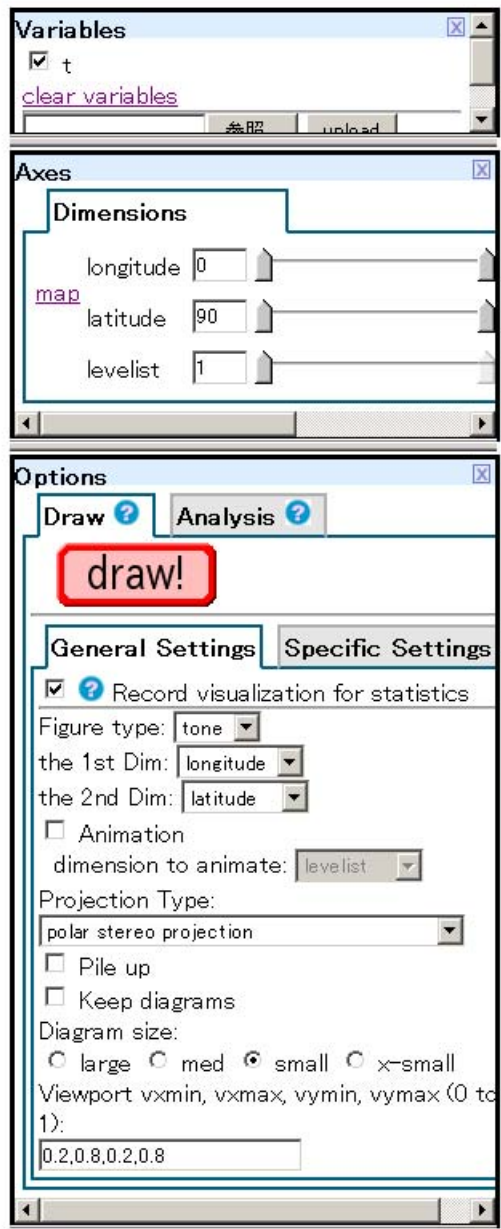 Variables
t
clear variables
参照... upload
Axes
Dimensions
longitude 0
map
latitude 90
levelist 1
Options
Draw ? Analysis ?
draw!
General Settings Specific Settings
? Record visualization for statistics
Figure type: tone
the 1st Dim: longitude
the 2nd Dim: latitude
Animation
dimension to animate: levelist
Projection Type:
polar stereo projection
Pile up
Keep diagrams
Diagram size:
large med small x-small
Viewport vxmin, vxmax, vymin, vymax (0 to
1):
0.2,0.8,0.2,0.8